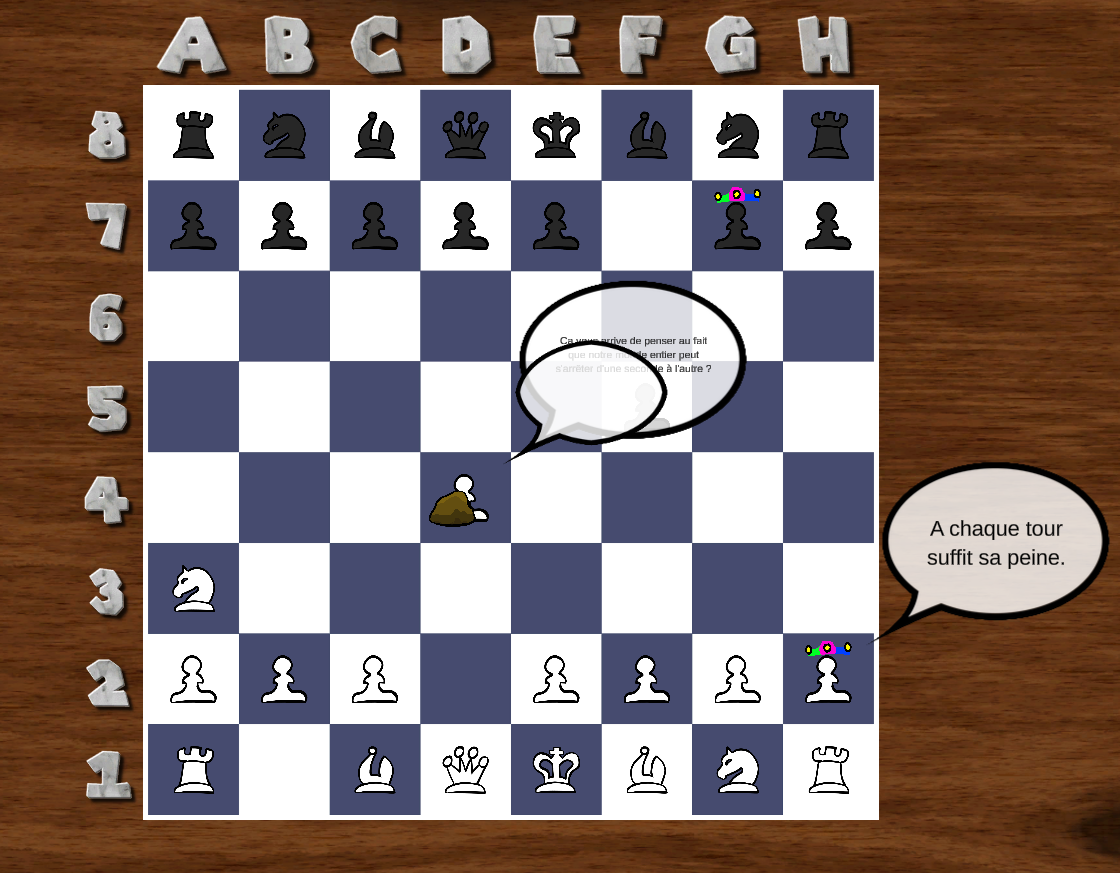 A B C D E F G H
8
7
6
Ca vous arrive de penser au fait
que notre monde entier peut
s'arrêter d'une seconde à l'autre ?
5
4
A chaque tour
suffit sa peine.
3
2
1